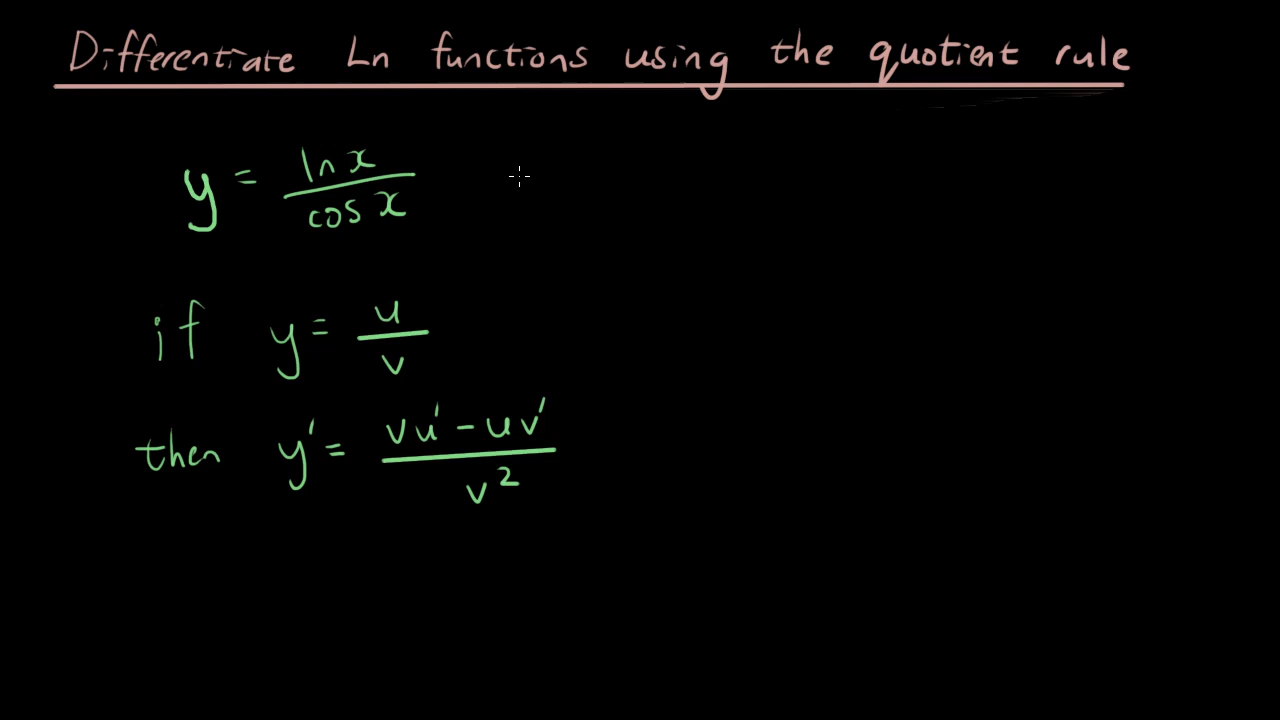 Differentiate Ln functions using the quotient rule
y = ln x / cos x
if y = u / v
then y' = vu' - uv' / v²